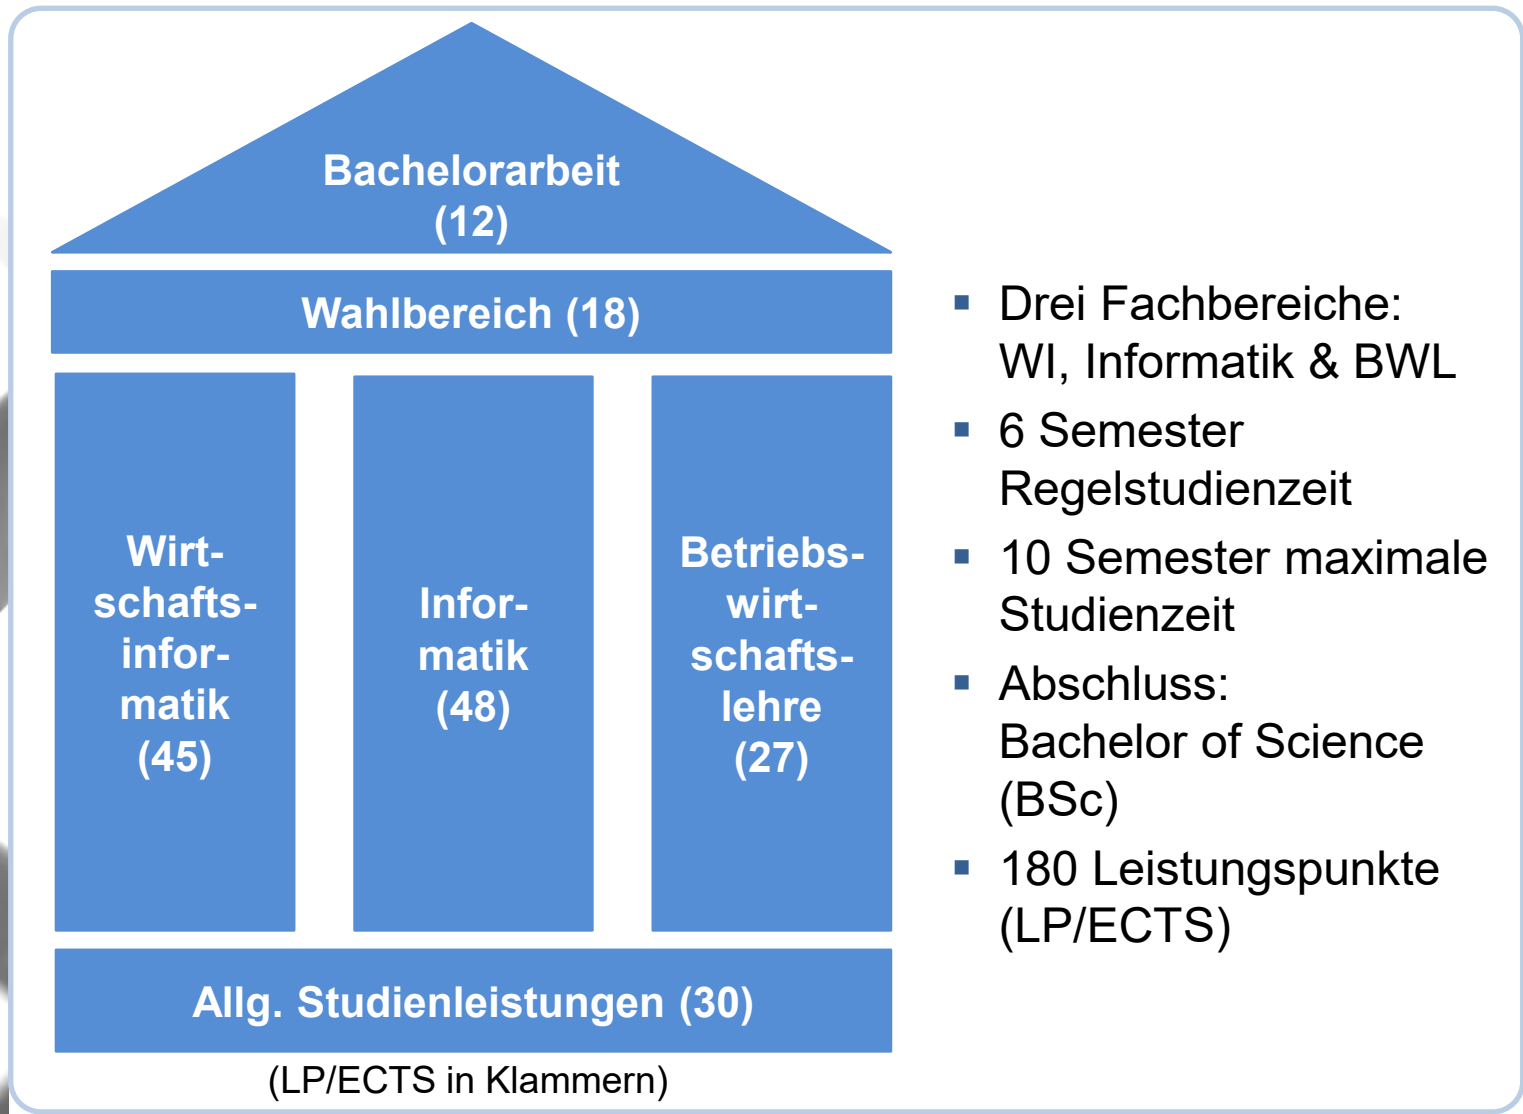 Bachelorarbeit
(12)
Wahlbereich (18)
Wirt-
schafts-
infor-
matik
(45)
Infor-
matik
(48)
Betriebs-
wirt-
schafts-
lehre
(27)
Allg. Studienleistungen (30)
(LP/ECTS in Klammern)
▪ Drei Fachbereiche:
WI, Informatik & BWL
▪ 6 Semester
Regelstudienzeit
▪ 10 Semester maximale
Studienzeit
▪ Abschluss:
Bachelor of Science
(BSc)
▪ 180 Leistungspunkte
(LP/ECTS)